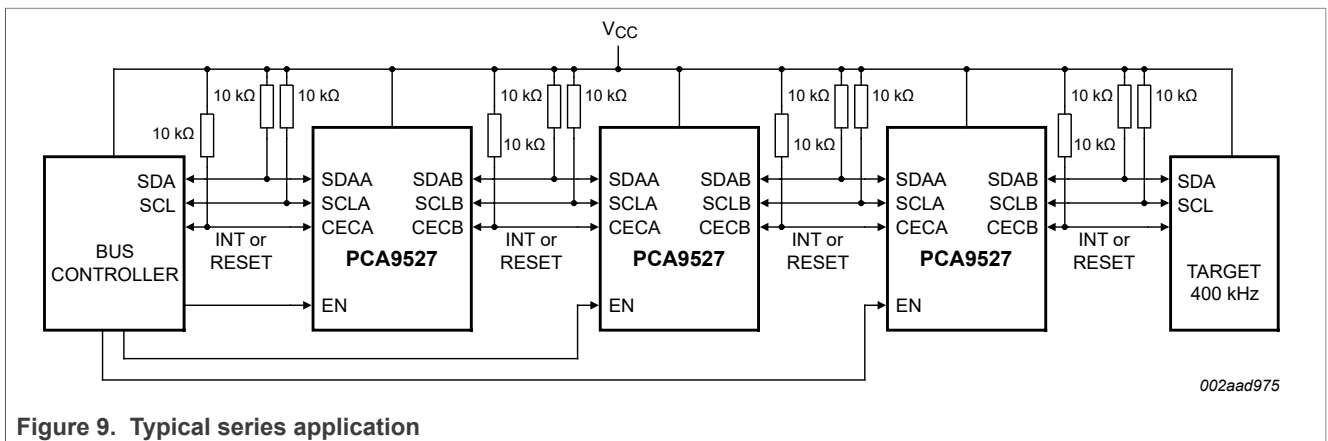 VCC
10 kΩ 10 kΩ 10 kΩ 10 kΩ 10 kΩ 10 kΩ 10 kΩ 10 kΩ
10 kΩ 10 kΩ 10 kΩ 10 kΩ
SDA SDAA SDAB SDAA SDAB SDAA SDAB SDA
SCL SCLA SCLB SCLA SCLB SCLA SCLB SCL
CECA CECB CECA CECB CECA CECB
BUS CONTROLLER
INT or RESET
PCA9527
INT or RESET
PCA9527
INT or RESET
PCA9527
INT or RESET
TARGET 400 kHz
EN EN EN
002aad975
Figure 9. Typical series application